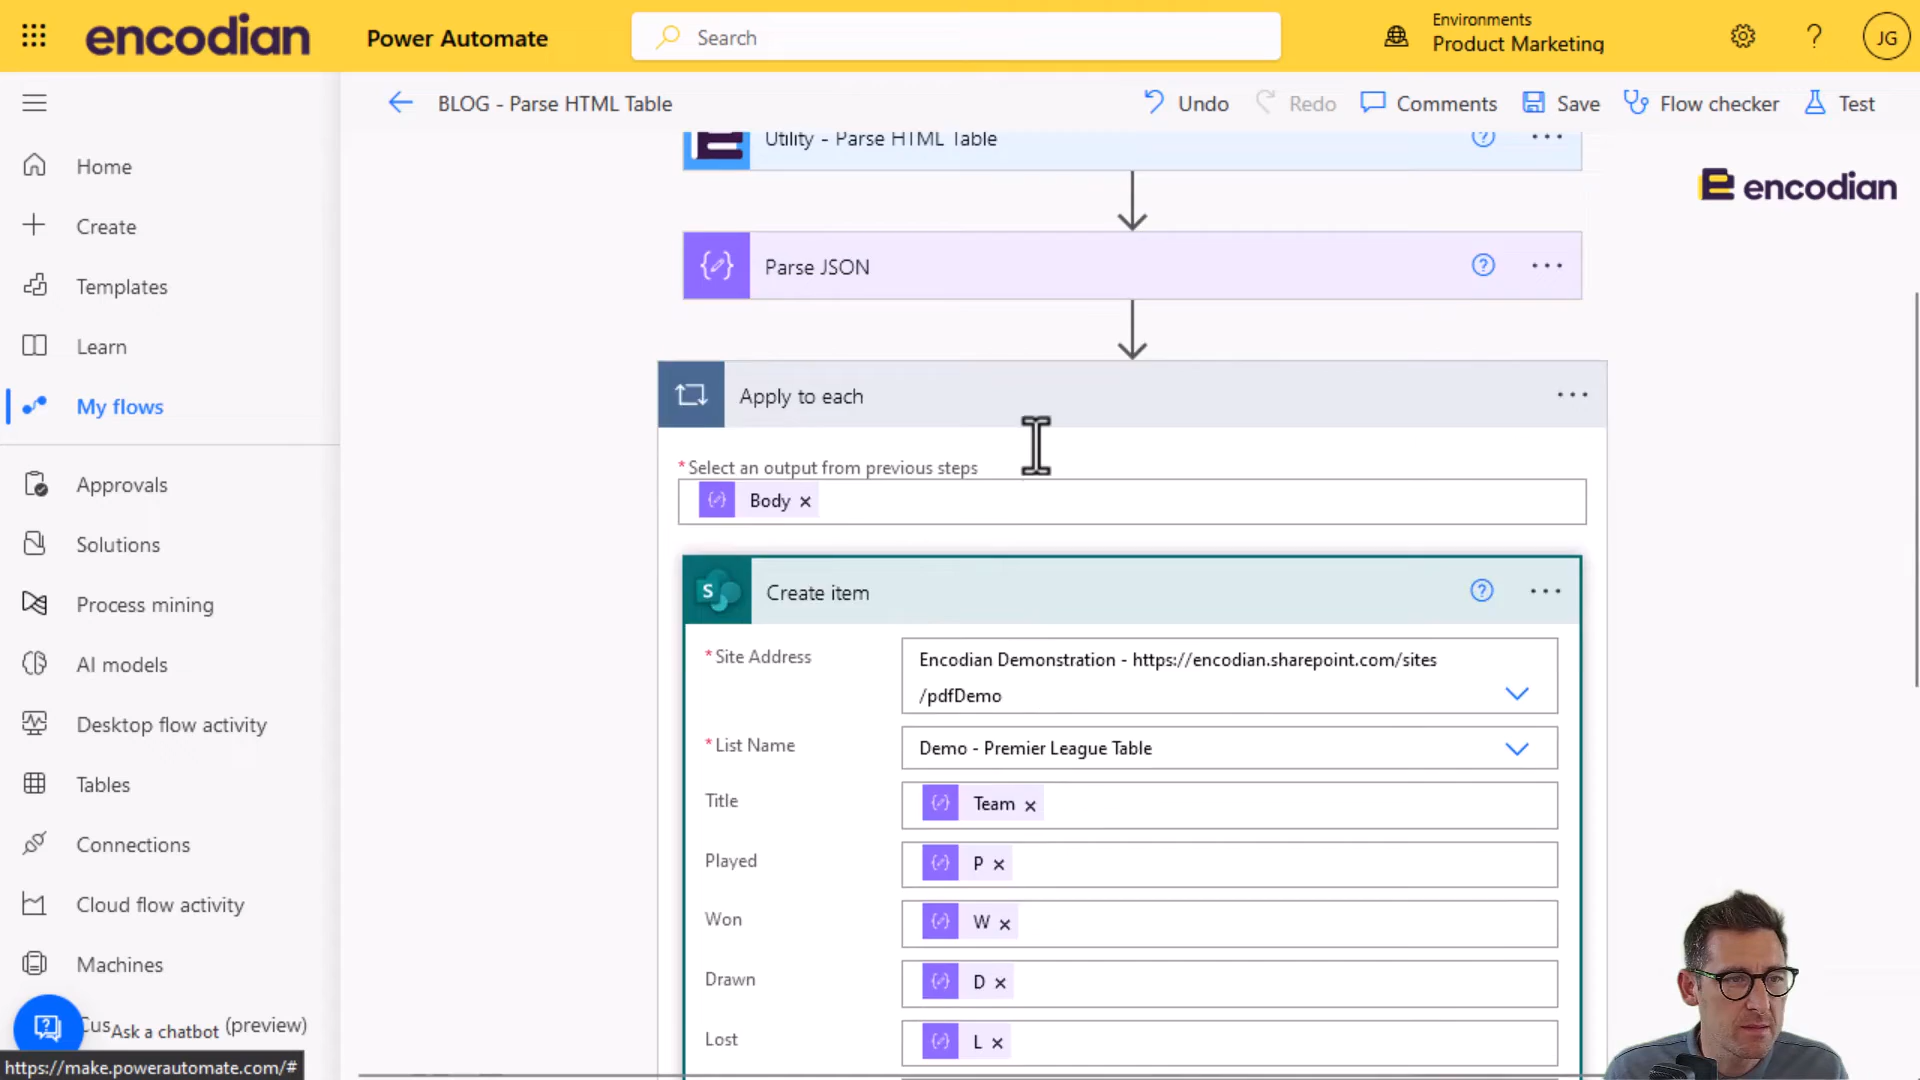 encodian
Power Automate
Search
Environments
Product Marketing
?
JG
BLOG - Parse HTML Table
Undo
Redo
Comments
Save
Flow checker
Test
Home
Create
Templates
Learn
My flows
Approvals
Solutions
Process mining
AI models
Desktop flow activity
Tables
Connections
Cloud flow activity
Machines
Cus
Ask a chatbot
(preview)
https://make.powerautomate.com/#
Utility - Parse HTML Table
Parse JSON
Apply to each
*Select an output from previous steps
Body ×
Create item
*Site Address
Encodian Demonstration - https://encodian.sharepoint.com/sites
/pdfDemo
*List Name
Demo - Premier League Table
Title
Team ×
Played
P ×
Won
W ×
Drawn
D ×
Lost
L ×
encodian